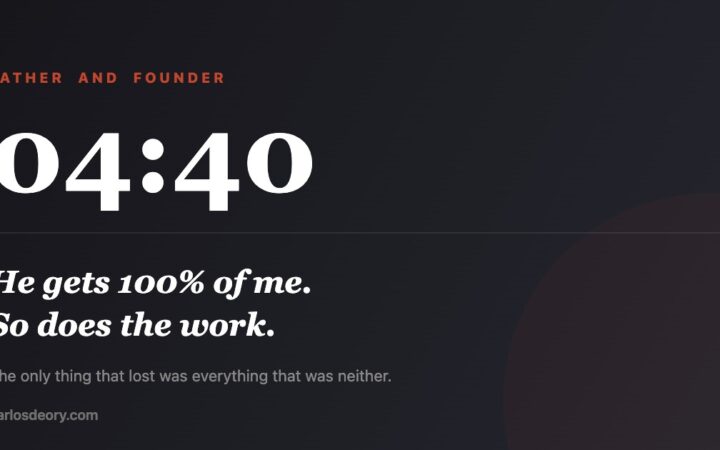 ATHER AND FOUNDER
04:40
He gets 100% of me.
So does the work.
he only thing that lost was everything that was neither.
arlosdeory.com